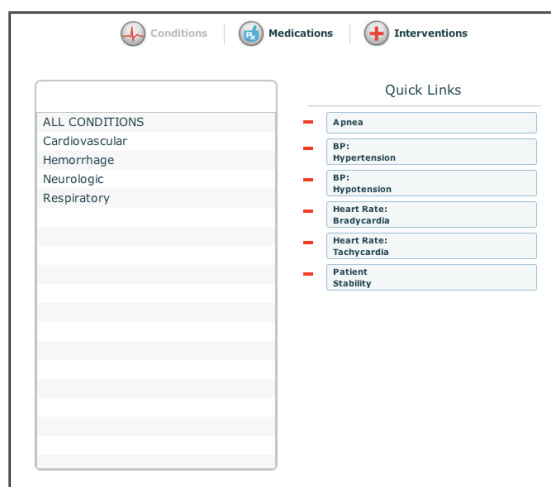 Conditions
Medications
Interventions
ALL CONDITIONS
Cardiovascular
Hemorrhage
Neurologic
Respiratory
Quick Links
Apnea
BP:
Hypertension
BP:
Hypotension
Heart Rate:
Bradycardia
Heart Rate:
Tachycardia
Patient
Stability